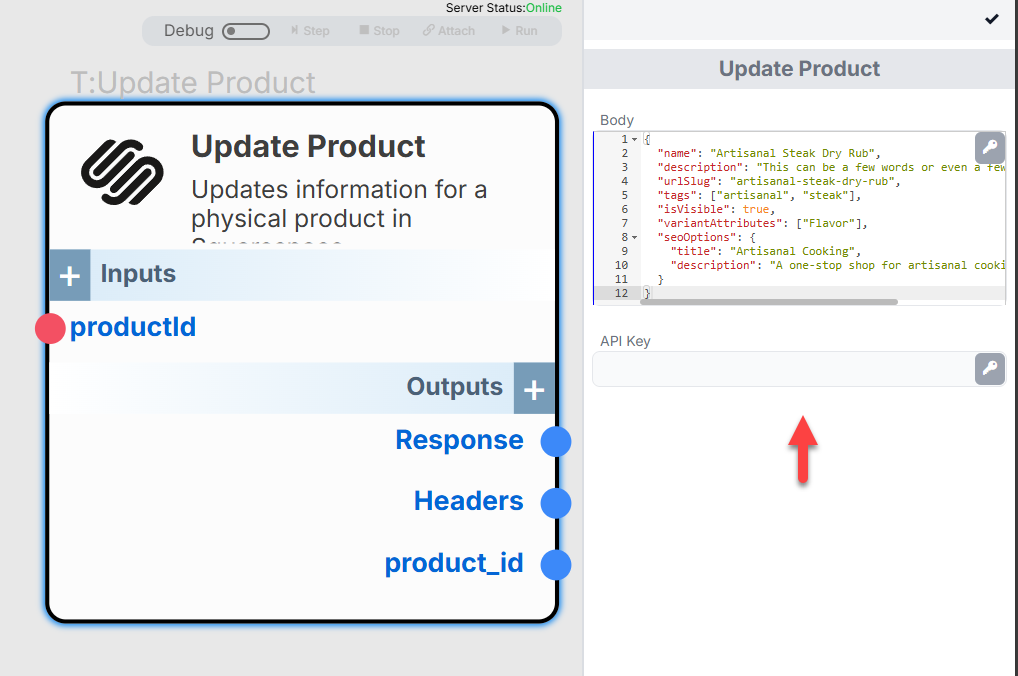 Server Status:Online
Debug
Step
Stop
Attach
Run
T:Update Product
Update Product
Updates information for a
physical product in
Inputs
productId
Outputs
Response
Headers
product_id
Update Product
Body
1 {
2 "name": "Artisanal Steak Dry Rub",
3 "description": "This can be a few words or even a few
4 "urlSlug": "artisanal-steak-dry-rub",
5 "tags": ["artisanal", "steak"],
6 "isVisible": true,
7 "variantAttributes": ["Flavor"],
8 "seoOptions": {
9 "title": "Artisanal Cooking",
10 "description": "A one-stop shop for artisanal cooki
11 }
12 }
API Key